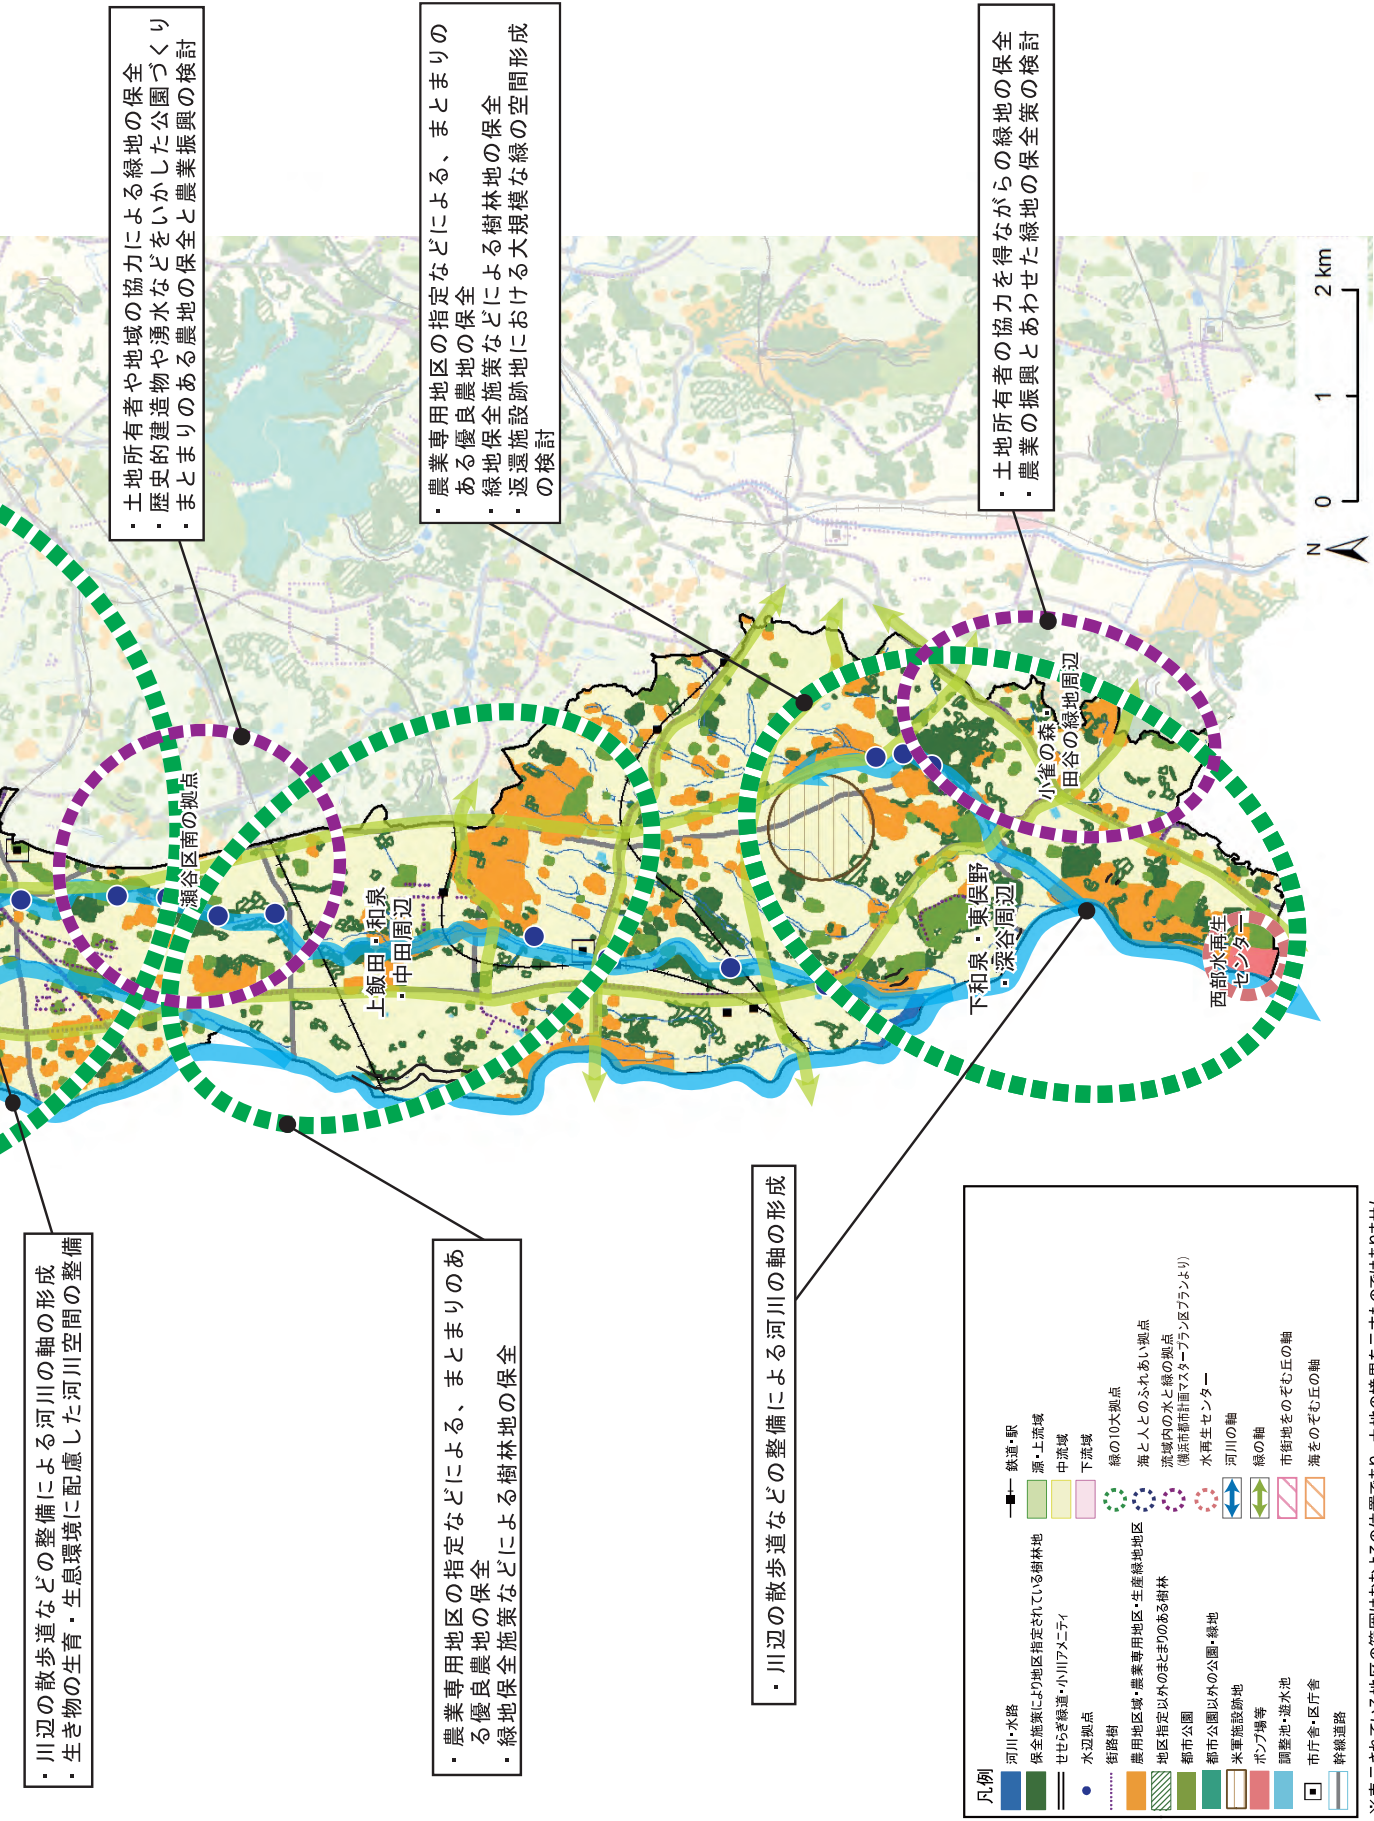 ・川辺の散歩道などの整備による河川の軸の形成
・生き物の生育・生息環境に配慮した河川空間の整備
・土地所有者や地域の協力による緑地の保全
・歴史的建造物や湧水などをいかした公園づくり
・まとまりのある農地の保全と農業振興の検討
瀬谷区南の拠点
上飯田・和泉
・中田周辺
・農業専用地区の指定などによる、まとまりのあ
る優良農地の保全
・緑地保全施策などによる樹林地の保全
・農業専用地区の指定などによる、まとまりの
ある優良農地の保全
・緑地保全施策などによる樹林地の保全
・返還施設跡地における大規模な緑の空間形成
の検討
・川辺の散歩道などの整備による河川の軸の形成
・土地所有者の協力を得ながらの緑地の保全
・農業の振興とあわせた緑地の保全策の検討
小雀の森・
田谷の緑地周辺
下和泉・東俣野
・深谷周辺
西部水再生
センター
凡例
河川・水路
保全施策により地区指定されている樹林地
せせらぎ緑道・小川アメニティ
水辺拠点
街路樹
農用地区域・農業専用地区・生産緑地地区
地区指定以外のまとまりのある樹林
都市公園
都市公園以外の公園・緑地
米軍施設跡地
ポンプ場等
調整池・遊水池
市庁舎・区庁舎
幹線道路
鉄道・駅
源・上流域
中流域
下流域
緑の10大拠点
海と人とのふれあい拠点
流域内の水と緑の拠点
(横浜市都市計画マスタープラン区プランより)
水再生センター
河川の軸
緑の軸
市街地をのぞむ丘の軸
海をのぞむ丘の軸
N
0 1 2 km